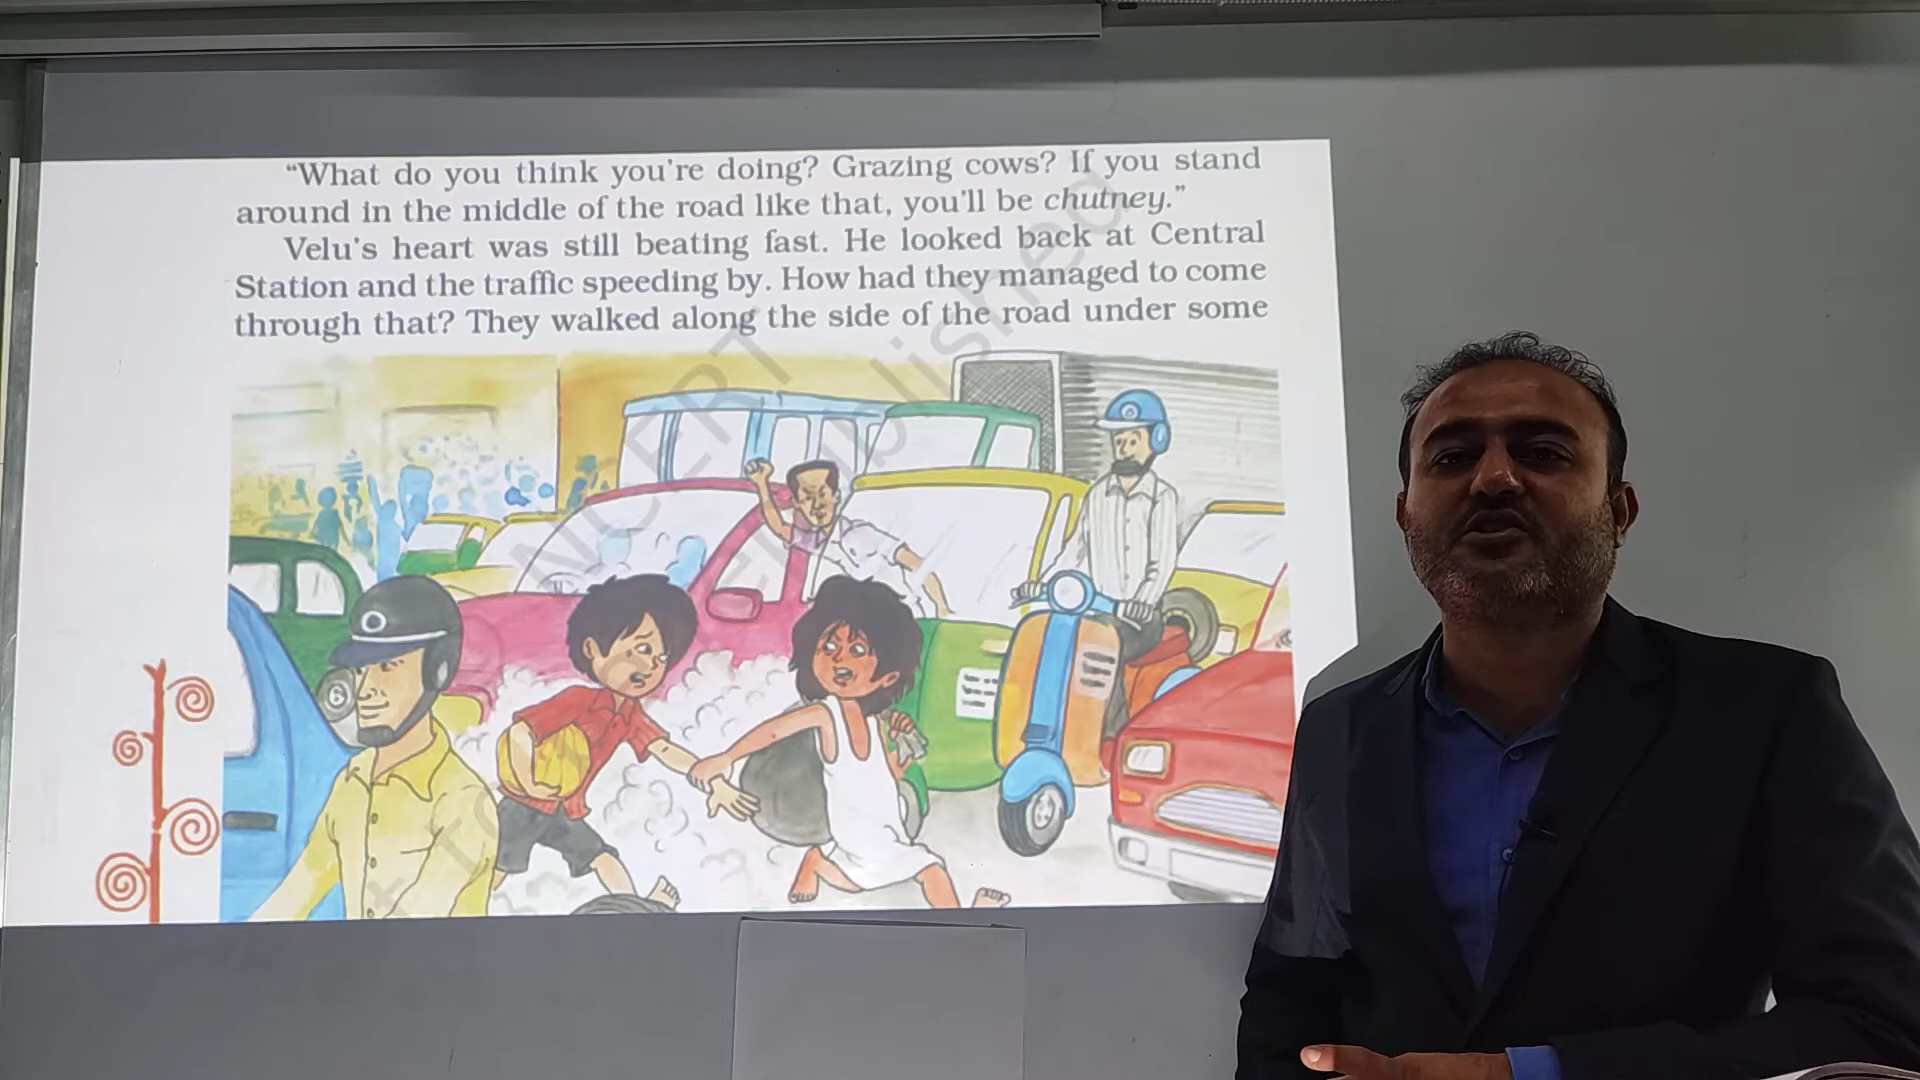 “What do you think you’re doing? Grazing cows? If you stand
around in the middle of the road like that, you’ll be chutney.”
Velu’s heart was still beating fast. He looked back at Central
Station and the traffic speeding by. How had they managed to come
through that? They walked along the side of the road under some
NCERT